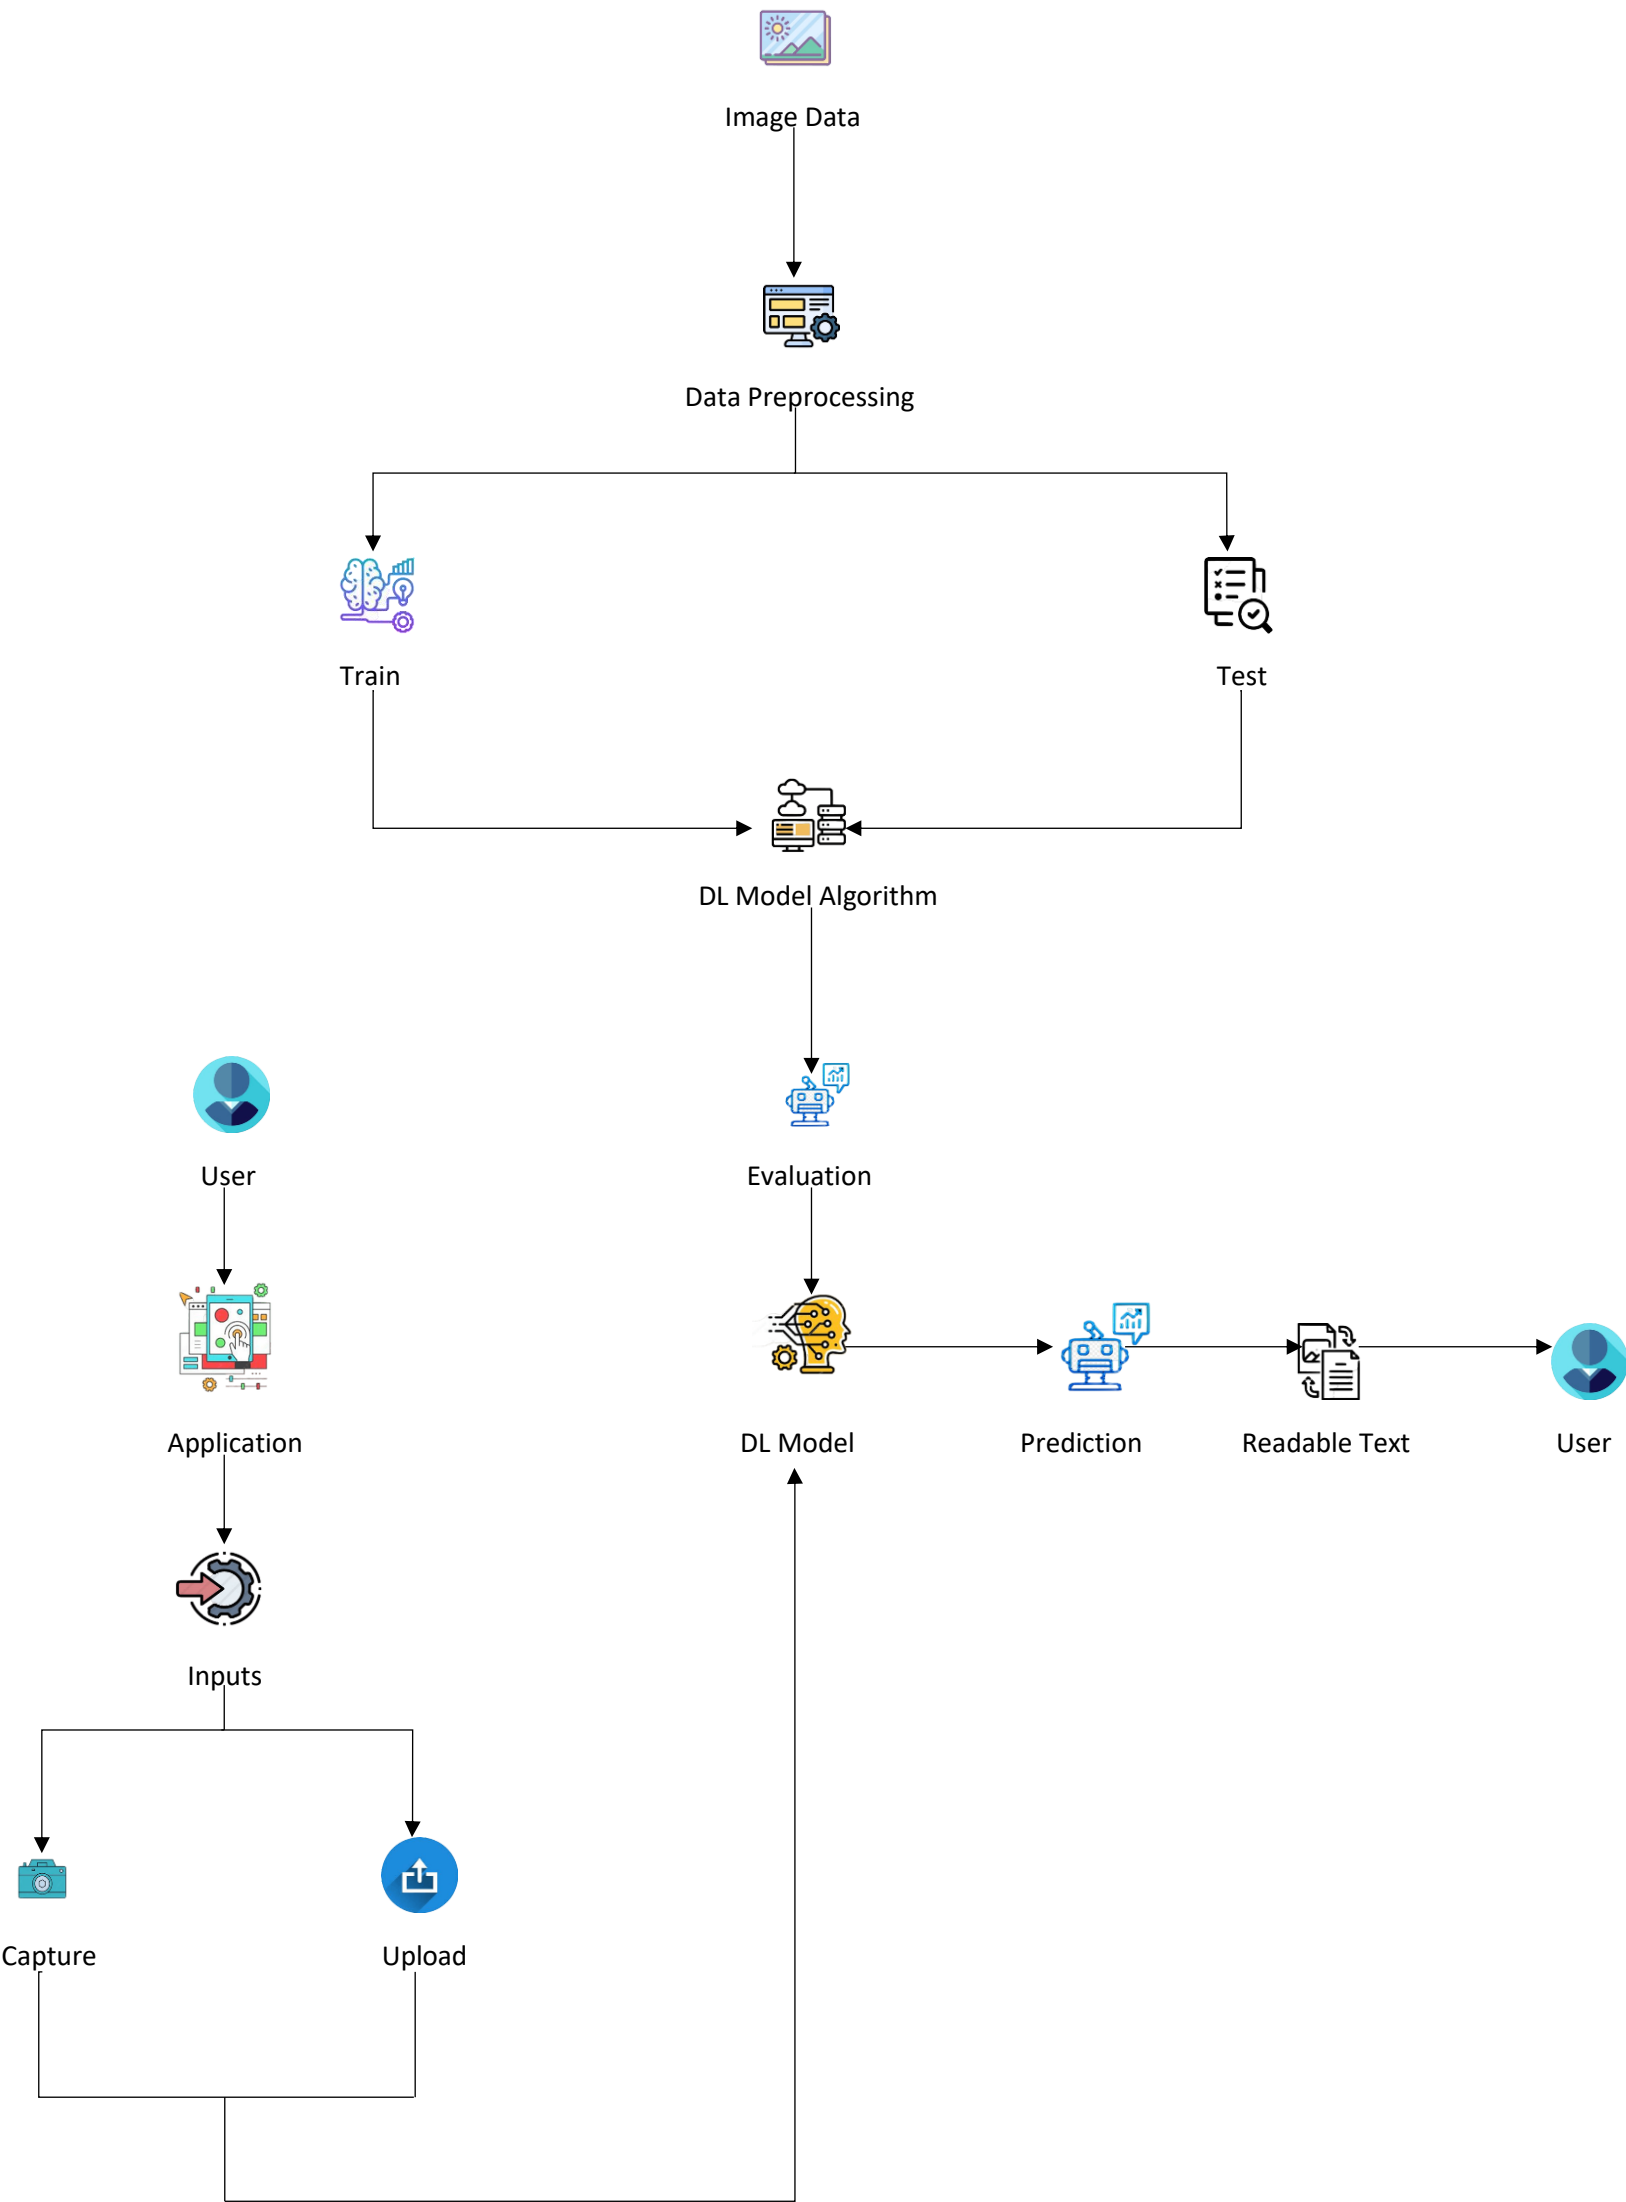 Image Data
Data Preprocessing
Train
Test
DL Model Algorithm
User
Evaluation
Application
DL Model
Prediction
Readable Text
User
Inputs
Capture
Upload